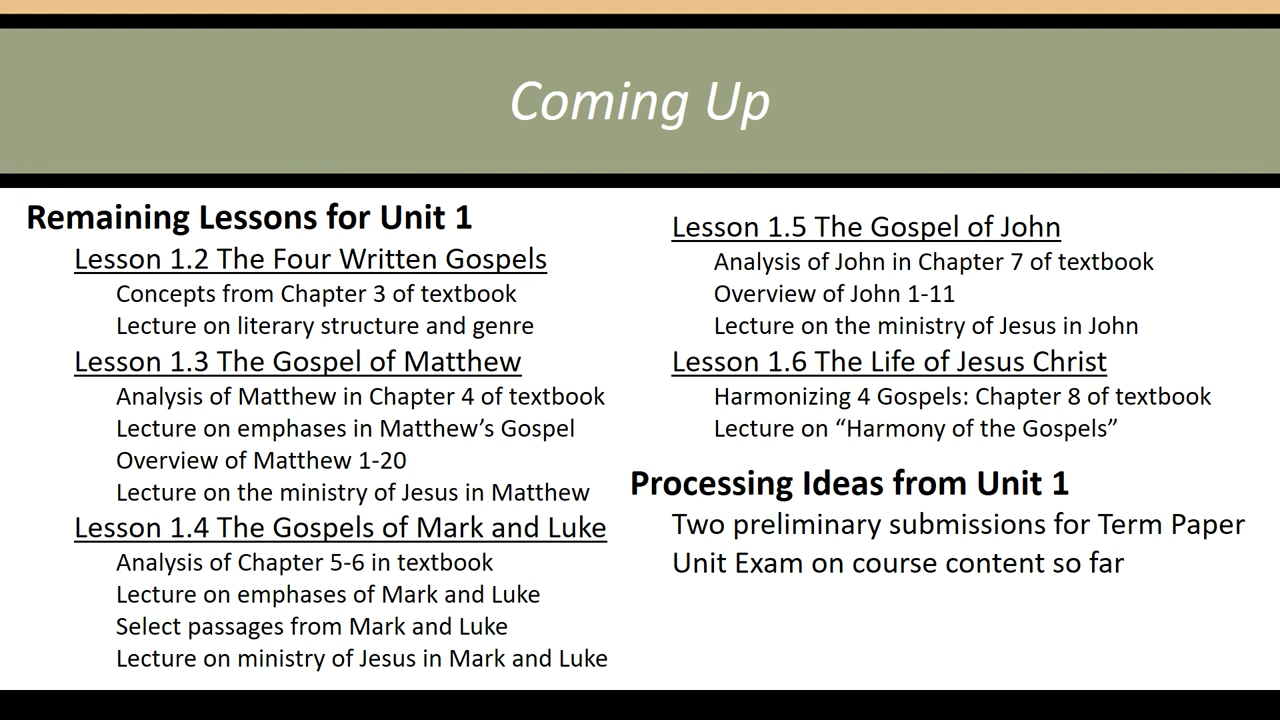 Coming Up
Remaining Lessons for Unit 1
Lesson 1.2 The Four Written Gospels
Concepts from Chapter 3 of textbook
Lecture on literary structure and genre
Lesson 1.3 The Gospel of Matthew
Analysis of Matthew in Chapter 4 of textbook
Lecture on emphases in Matthew’s Gospel
Overview of Matthew 1-20
Lecture on the ministry of Jesus in Matthew
Lesson 1.4 The Gospels of Mark and Luke
Analysis of Chapter 5-6 in textbook
Lecture on emphases of Mark and Luke
Select passages from Mark and Luke
Lecture on ministry of Jesus in Mark and Luke
Lesson 1.5 The Gospel of John
Analysis of John in Chapter 7 of textbook
Overview of John 1-11
Lecture on the ministry of Jesus in John
Lesson 1.6 The Life of Jesus Christ
Harmonizing 4 Gospels: Chapter 8 of textbook
Lecture on “Harmony of the Gospels”
Processing Ideas from Unit 1
Two preliminary submissions for Term Paper
Unit Exam on course content so far